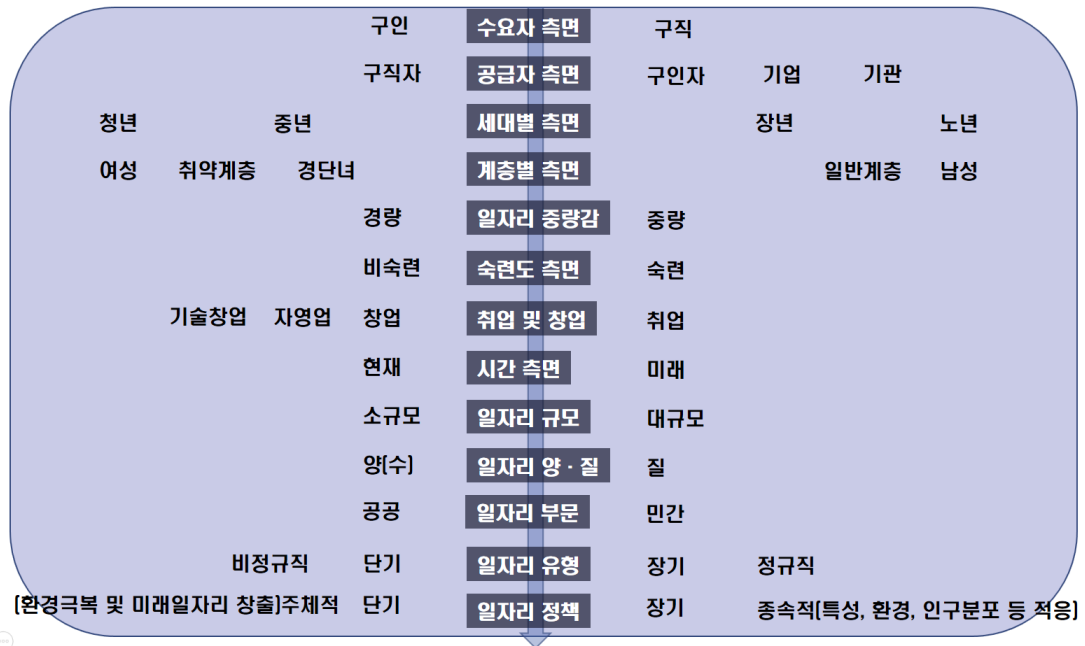 구인 수요자 측면 구직
구직자 공급자 측면 구인자 기업 기관
청년 중년 세대별 측면 장년 노년
여성 취약계층 경단녀 계층별 측면 일반계층 남성
경량 일자리 중량감 중량
비숙련 숙련도 측면 숙련
기술창업 자영업 창업 취업 및 창업 취업
현재 시간 측면 미래
소규모 일자리 규모 대규모
양(수) 일자리 양 · 질 질
공공 일자리 부문 민간
비정규직 단기 일자리 유형 장기 정규직
(환경극복 및 미래일자리 창출)주체적 단기 일자리 정책 장기 종속적(특성, 환경, 인구분포 등 적응)